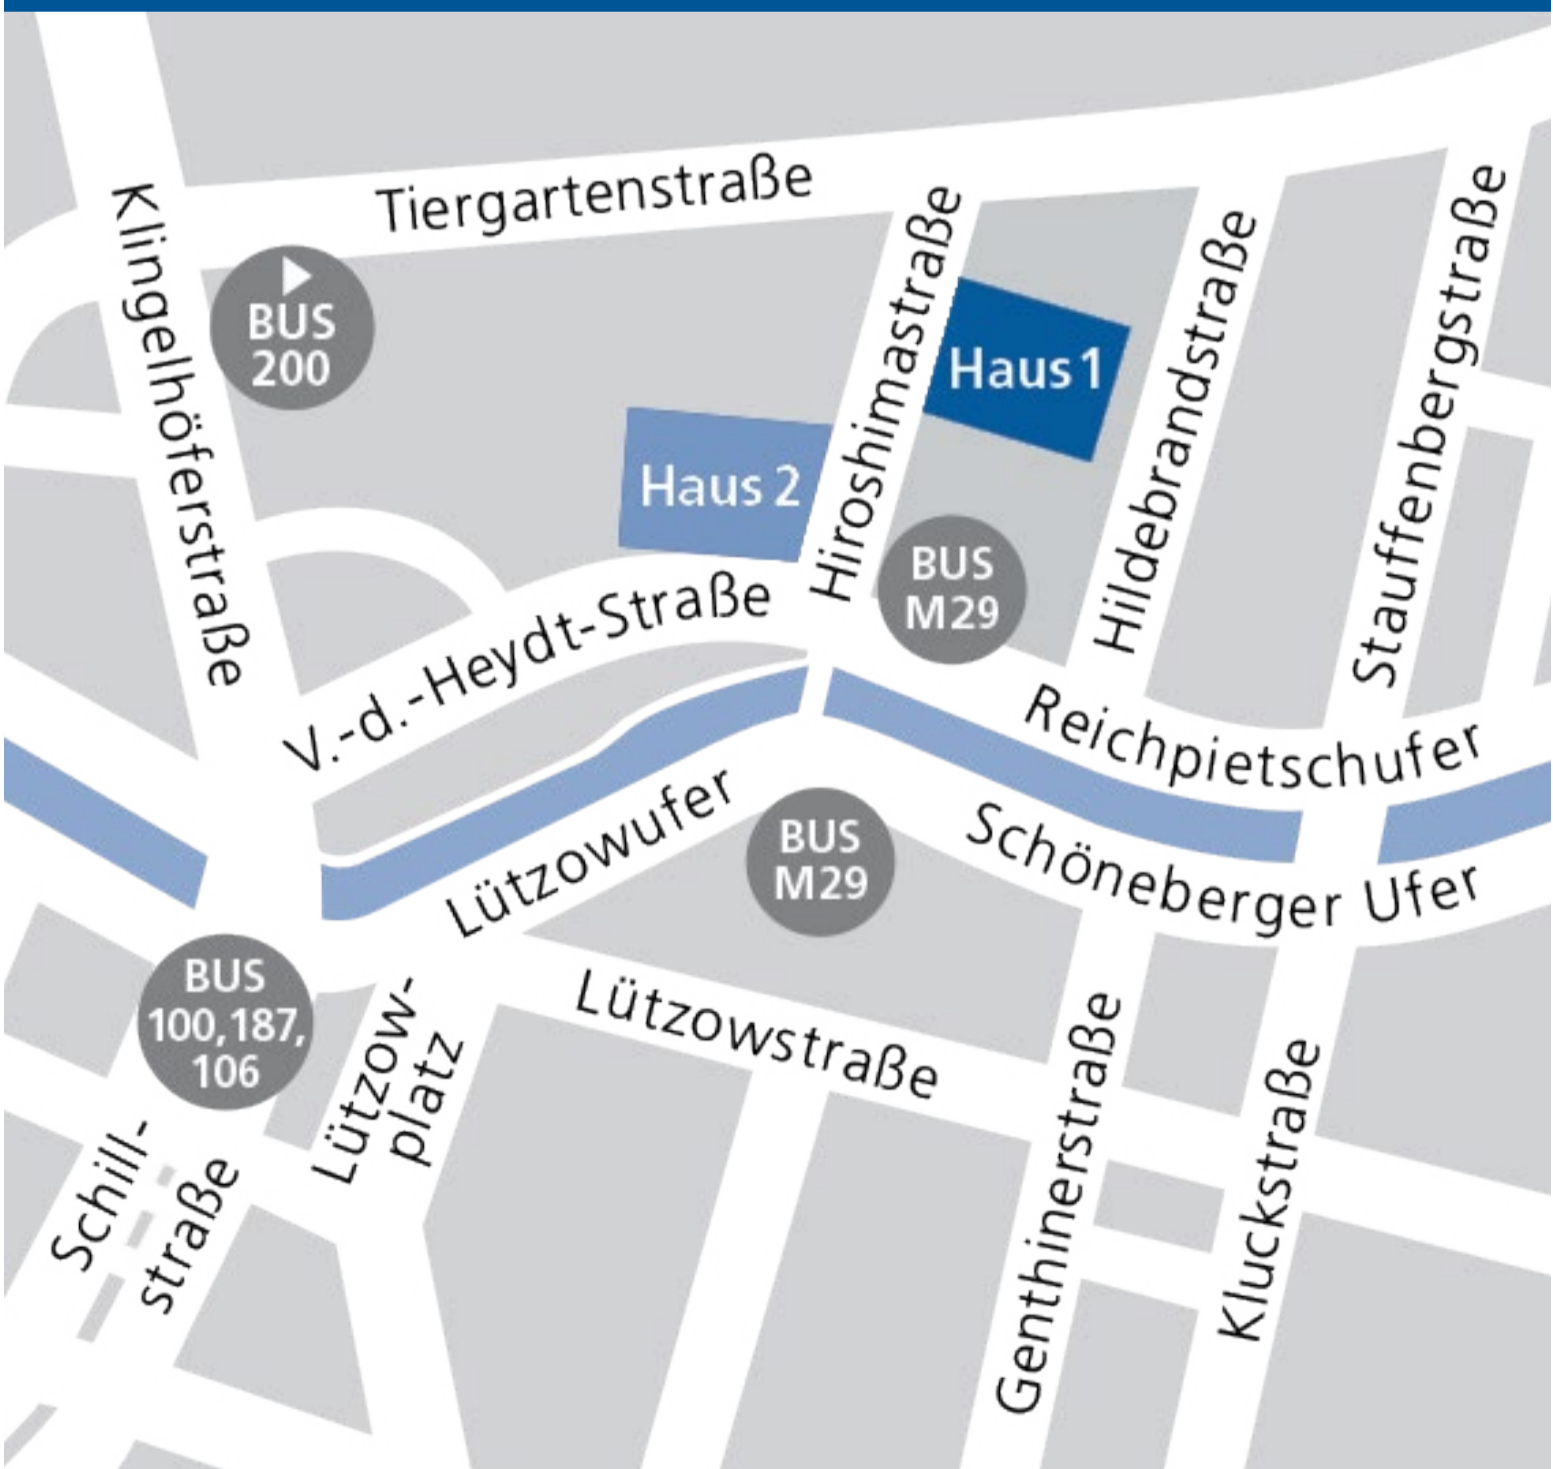 Tiergartenstraße
Klingelhöferstraße
BUS
200
Hiroshimastraße
Haus 1
Hildebrandstraße
Stauffenbergstraße
Haus 2
BUS
M29
V.-d.-Heydt-Straße
Reichpietschufer
Lützowufer
BUS
M29
Schöneberger Ufer
BUS
100, 187,
106
Lützow-
platz
Lützowstraße
Genthinerstraße
Kluckstraße
Schill-
straße